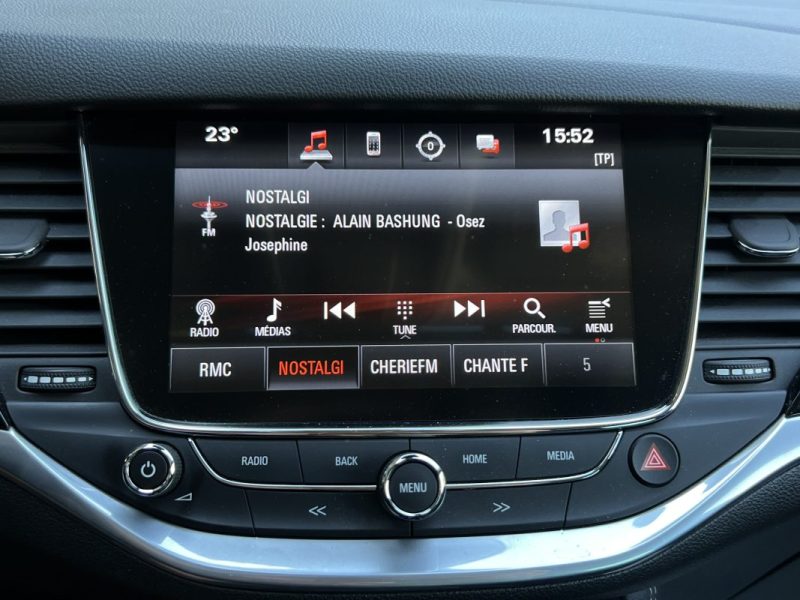 23° 0 15:52
[TP]
NOSTALGI
NOSTALGIE : ALAIN BASHUNG - Osez
Josephine
FM
RADIO MÉDIAS TUNE PARCOUR. MENU
RMC NOSTALGI CHERIEFM CHANTE F 5
RADIO BACK HOME MEDIA
MENU
<< >>